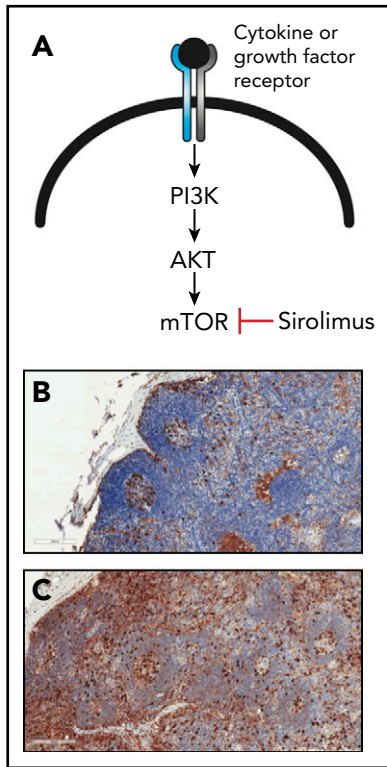 A
Cytokine or
growth factor
receptor
PI3K
AKT
mTOR
Sirolimus
B
C